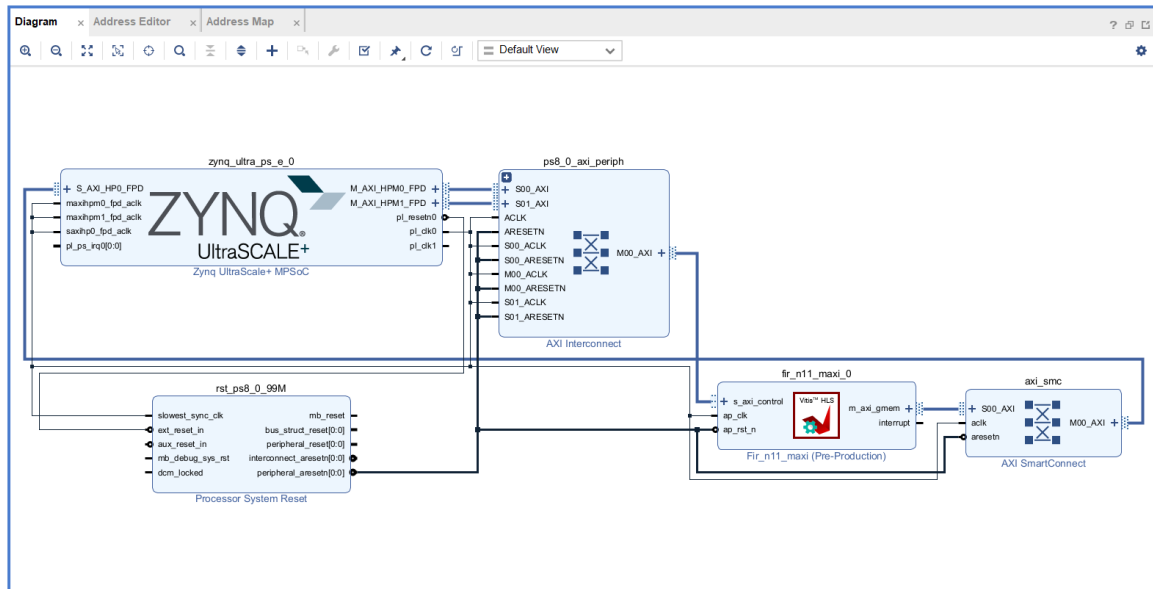 Diagram × Address Editor × Address Map ×
?
Default View
zynq_ultra_ps_e_0
S_AXI_HP0_FPD
maxihpm0_fpd_aclk
maxihpm1_fpd_aclk
saxihp0_fpd_aclk
pl_ps_irq0[0:0]
ZYNQ
UltraSCALE+
M_AXI_HPM0_FPD
M_AXI_HPM1_FPD
pl_resetn0
pl_clk0
pl_clk1
Zynq UltraScale+ MPSoC
ps8_0_axi_periph
S00_AXI
S01_AXI
ACLK
ARESETN
S00_ACLK
S00_ARESETN
M00_ACLK
M00_ARESETN
S01_ACLK
S01_ARESETN
M00_AXI
AXI Interconnect
rst_ps8_0_99M
slowest_sync_clk
ext_reset_in
aux_reset_in
mb_debug_sys_rst
dcm_locked
mb_reset
bus_struct_reset[0:0]
peripheral_reset[0:0]
interconnect_aresetn[0:0]
peripheral_aresetn[0:0]
Processor System Reset
fir_n11_maxi_0
s_axi_control
ap_clk
ap_rst_n
Vitis™ HLS
m_axi_gmem
interrupt
Fir_n11_maxi (Pre-Production)
axi_smc
S00_AXI
aclk
aresetn
M00_AXI
AXI SmartConnect